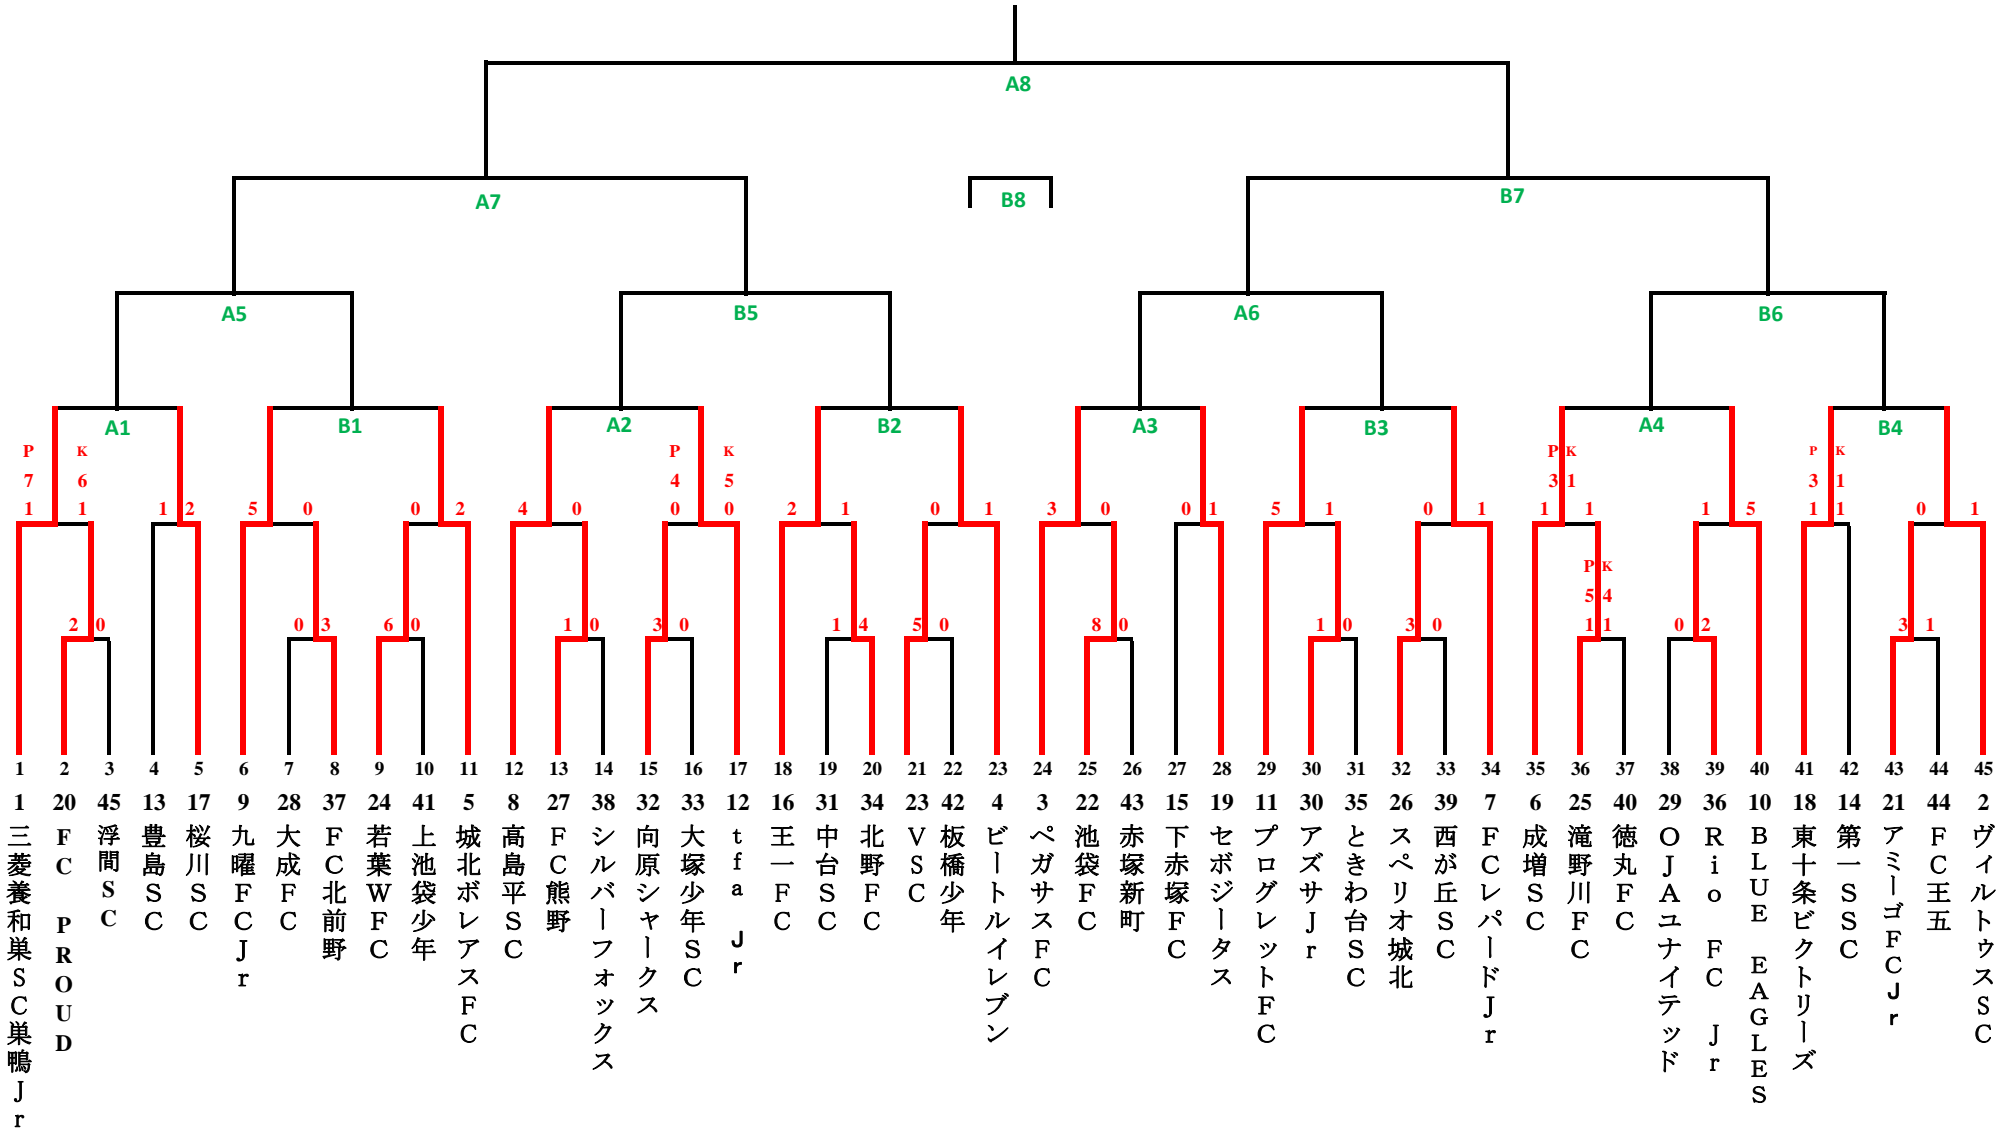 A8
A7
B8
B7
A5
B5
A6
B6
A1
B1
A2
B2
A3
B3
A4
B4
P K P K P K P K
7 6 4 5 3 1 3 1
1 1 1 2 5 0 0 2 4 0 0 0 2 1 0 1 3 0 0 1 5 1 0 1 1 1 1 5 1 1 0 1
P K
5 4
2 0 0 3 6 0 1 0 3 0 1 4 5 0 8 0 1 0 3 0 1 1 0 2 3 1
1 2 3 4 5 6 7 8 9 10 11 12 13 14 15 16 17 18 19 20 21 22 23 24 25 26 27 28 29 30 31 32 33 34 35 36 37 38 39 40 41 42 43 44 45
1 20 45 13 17 9 28 37 24 41 5 8 27 38 32 33 12 16 31 34 23 42 4 3 22 43 15 19 11 30 35 26 39 7 6 25 40 29 36 10 18 14 21 44 2
三菱養和巣SC巣鴨Jr
FC PROUD
浮間SC
豊島SC
桜川SC
九曜FCJr
大成FC
FC北前野
若葉WFC
上池袋少年
城北ボレアスFC
高島平SC
FC熊野
シルバーフォックス
向原シャークス
大塚少年SC
tfa Jr
王一FC
中台SC
北野FC
VSC
板橋少年
ビートルイレブン
ペガサスFC
池袋FC
赤塚新町
下赤塚FC
セボジータス
プログレットFC
アズサJr
ときわ台SC
スペリオ城北
西が丘SC
FCレパードJr
成増SC
滝野川FC
徳丸FC
OJAユナイテッド
Rio FC Jr
BLUE EAGLES
東十条ビクトリーズ
第一SSC
アミーゴFCJr
FC王五
ヴィルトゥスSC